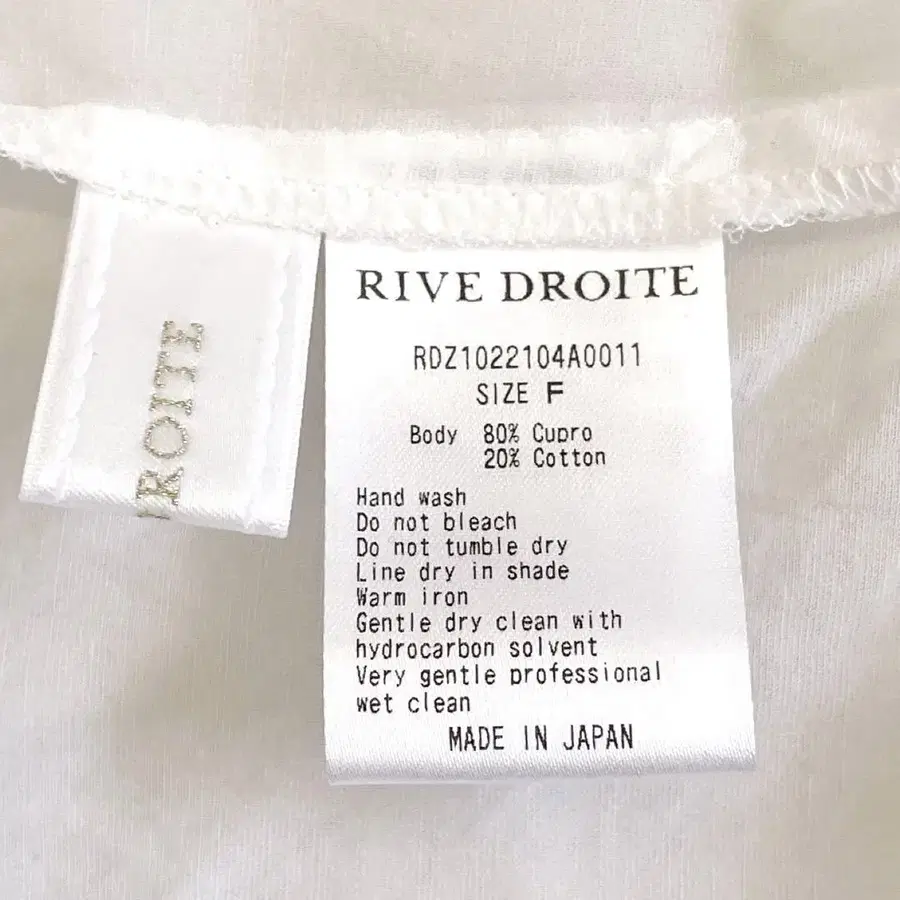 ROITE
RIVE DROITE
RDZ1022104A0011
SIZE F
Body 80% Cupro
20% Cotton
Hand wash
Do not bleach
Do not tumble dry
Line dry in shade
Warm iron
Gentle dry clean with
hydrocarbon solvent
Very gentle professional
wet clean
MADE IN JAPAN